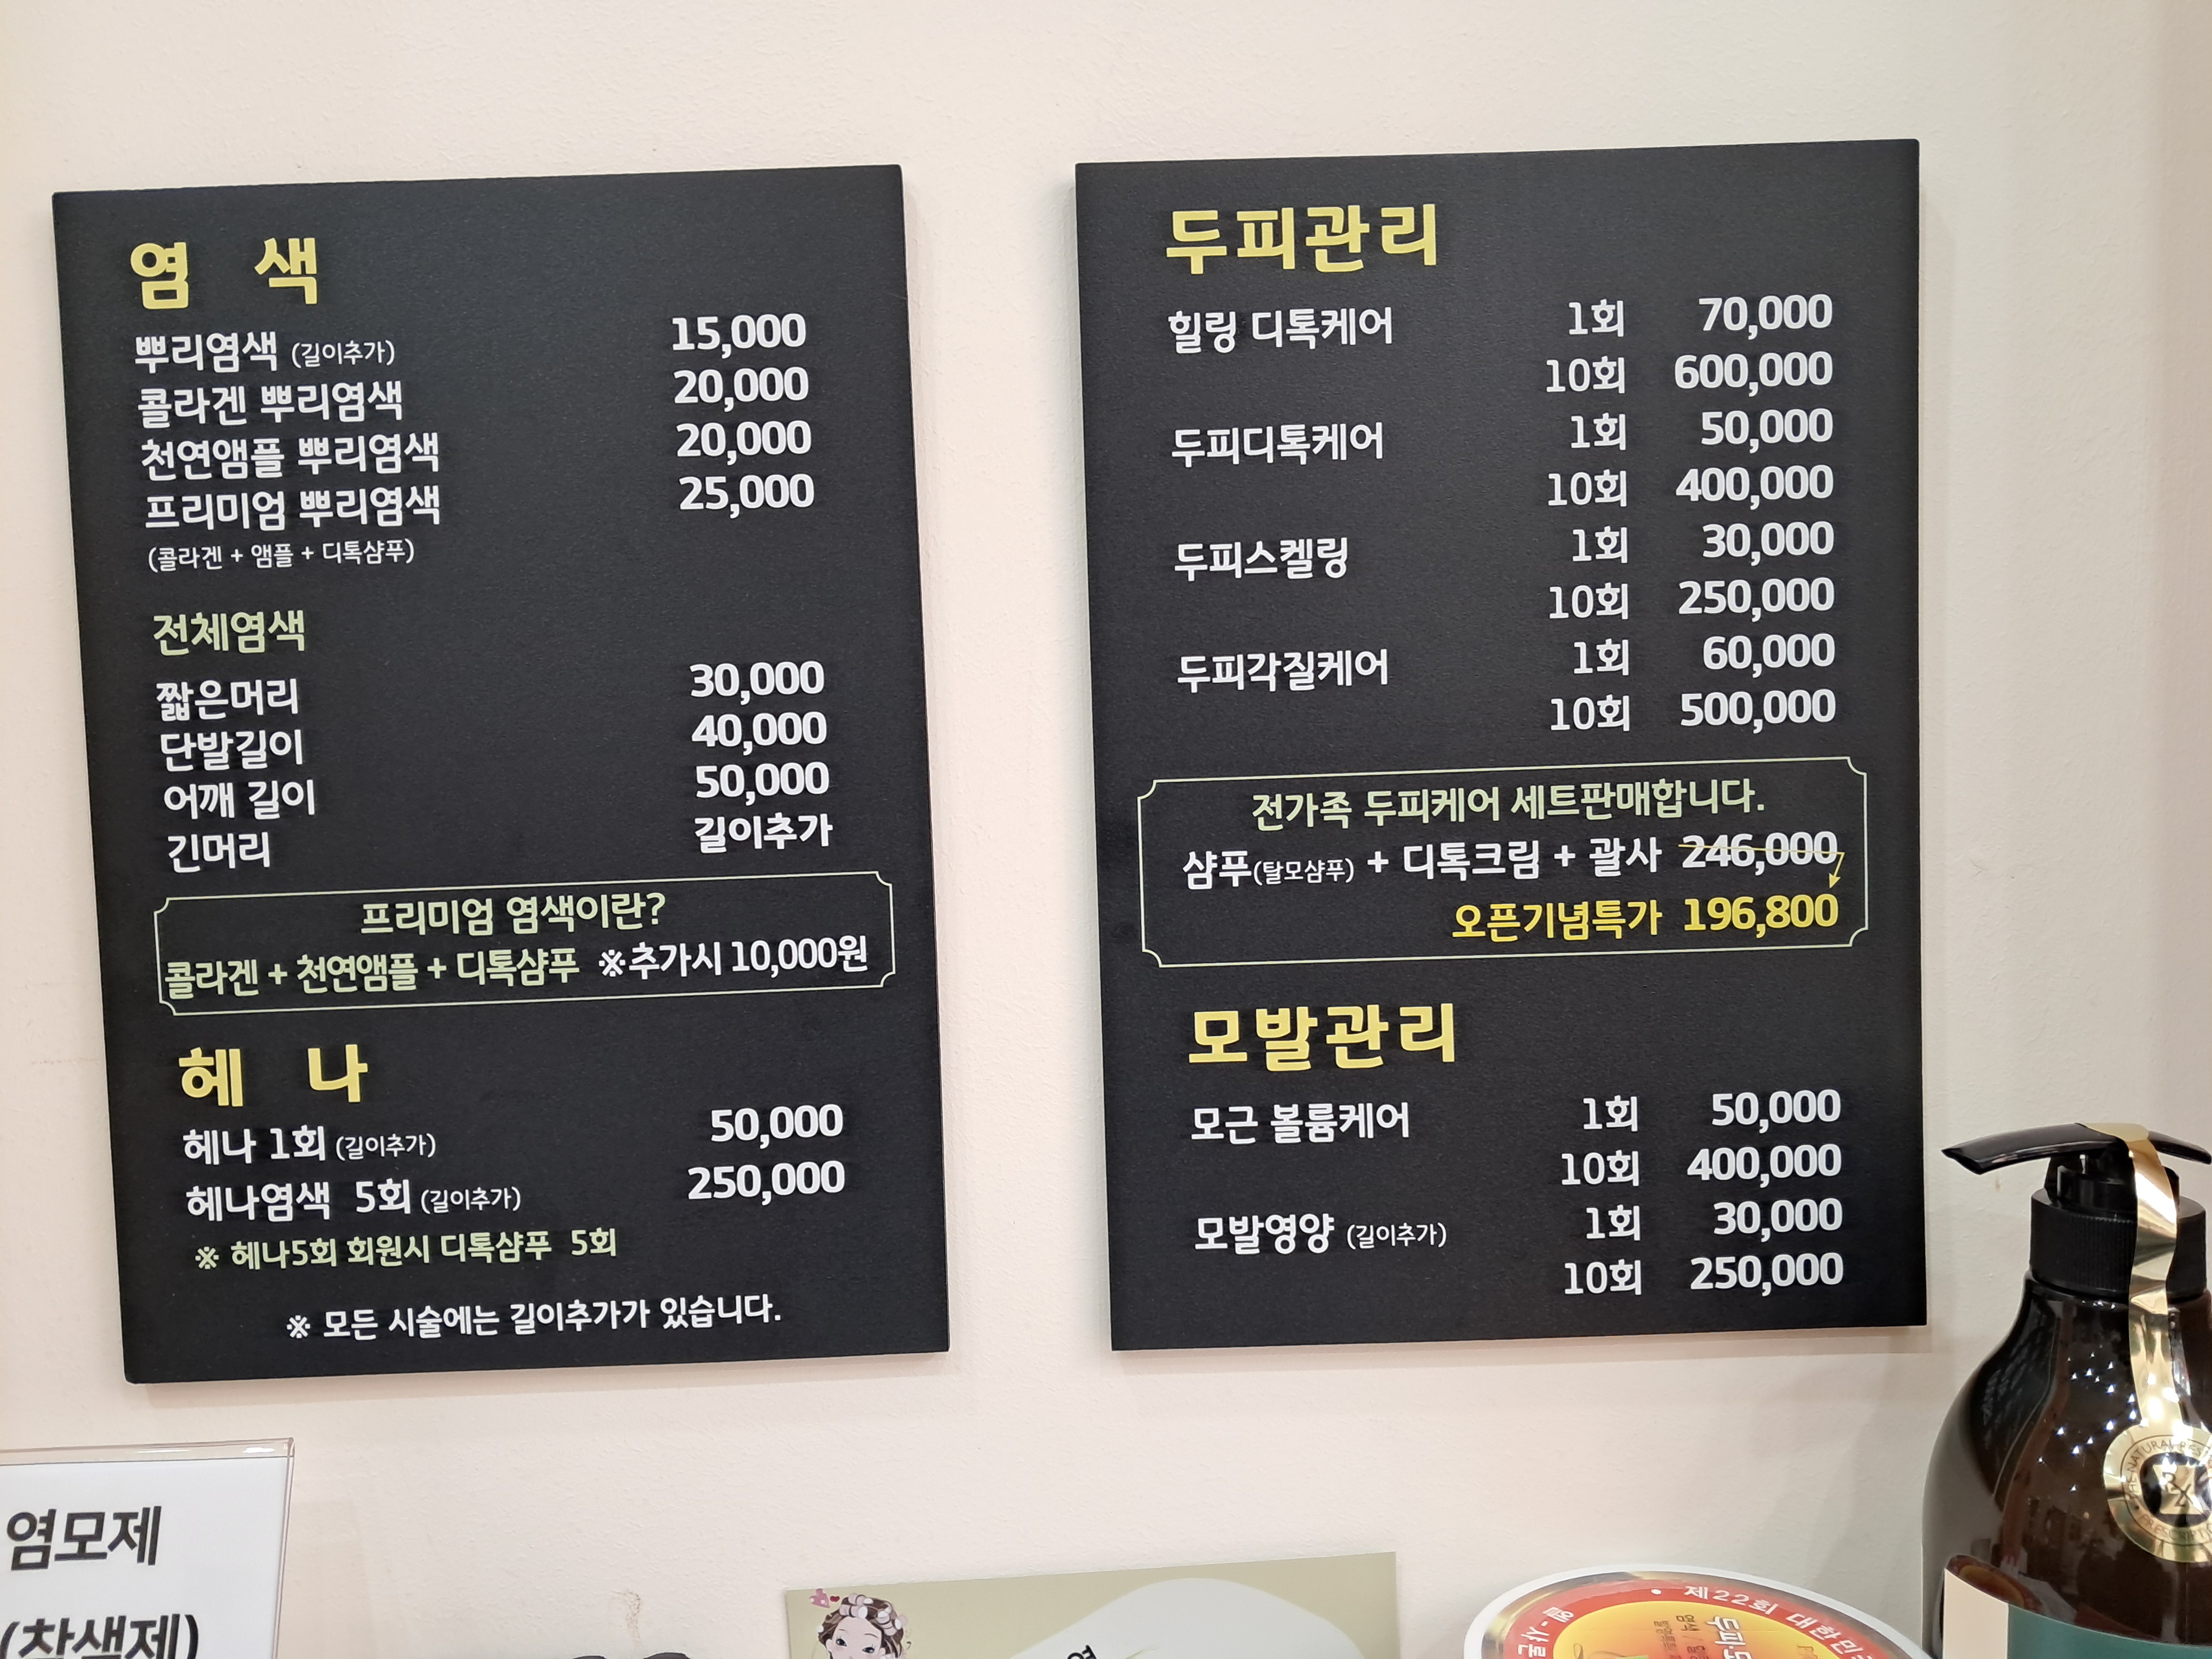 염 색
뿌리염색 (길이추가) 15,000
콜라겐 뿌리염색 20,000
천연앰플 뿌리염색 20,000
프리미엄 뿌리염색 25,000
(콜라겐 + 앰플 + 디톡샴푸)
전체염색
짧은머리 30,000
단발길이 40,000
어깨 길이 50,000
긴머리 길이추가
프리미엄 염색이란?
콜라겐 + 천연앰플 + 디톡샴푸 ※추가시 10,000원
헤 나
헤나 1회 (길이추가) 50,000
헤나염색 5회 (길이추가) 250,000
※ 헤나5회 회원시 디톡샴푸 5회
※ 모든 시술에는 길이추가가 있습니다.
두피관리
힐링 디톡케어 1회 70,000
10회 600,000
두피디톡케어 1회 50,000
10회 400,000
두피스켈링 1회 30,000
10회 250,000
두피각질케어 1회 60,000
10회 500,000
전가족 두피케어 세트판매합니다.
샴푸(탈모샴푸) + 디톡크림 + 괄사 246,000
오픈기념특가 196,800
모발관리
모근 볼륨케어 1회 50,000
10회 400,000
모발영양 (길이추가) 1회 30,000
10회 250,000
염모제
(착색제)
제22회 대한민